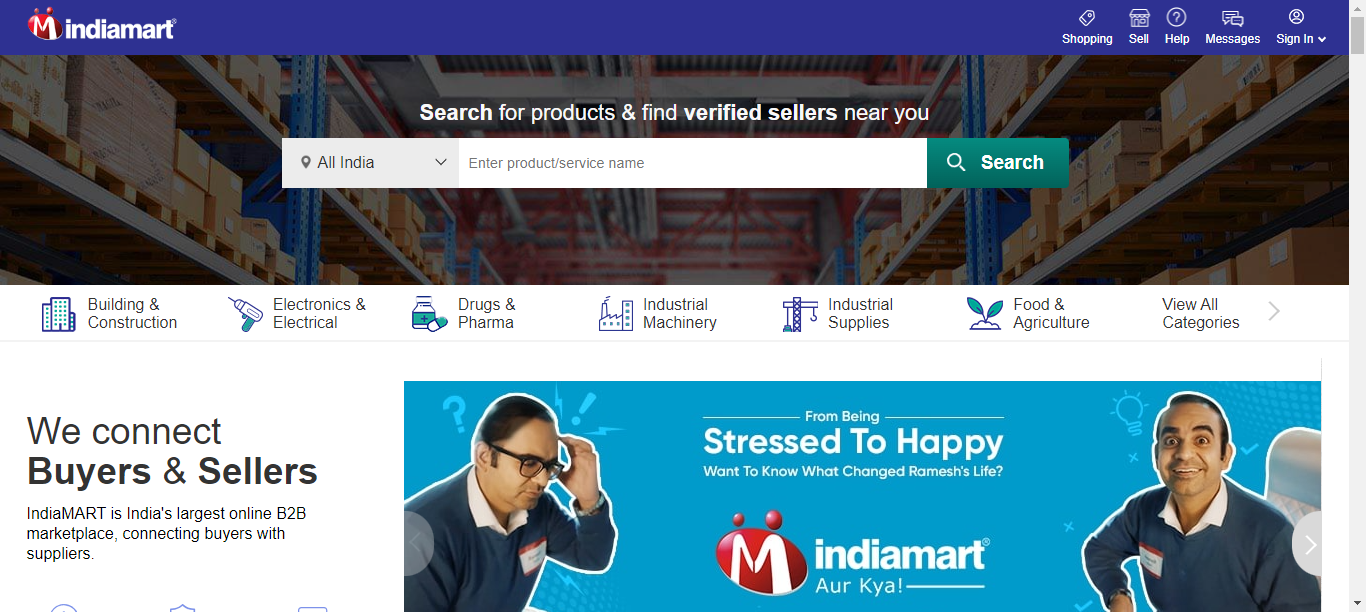 indiamart
Shopping
Sell
Help
Messages
Sign In
Search for products & find verified sellers near you
All India
Enter product/service name
Search
Building &
Construction
Electronics &
Electrical
Drugs &
Pharma
Industrial
Machinery
Industrial
Supplies
Food &
Agriculture
View All
Categories
We connect
Buyers & Sellers
IndiaMART is India's largest online B2B
marketplace, connecting buyers with
suppliers.
From Being
Stressed To Happy
Want To Know What Changed Ramesh's Life?
indiamart
Aur Kya!